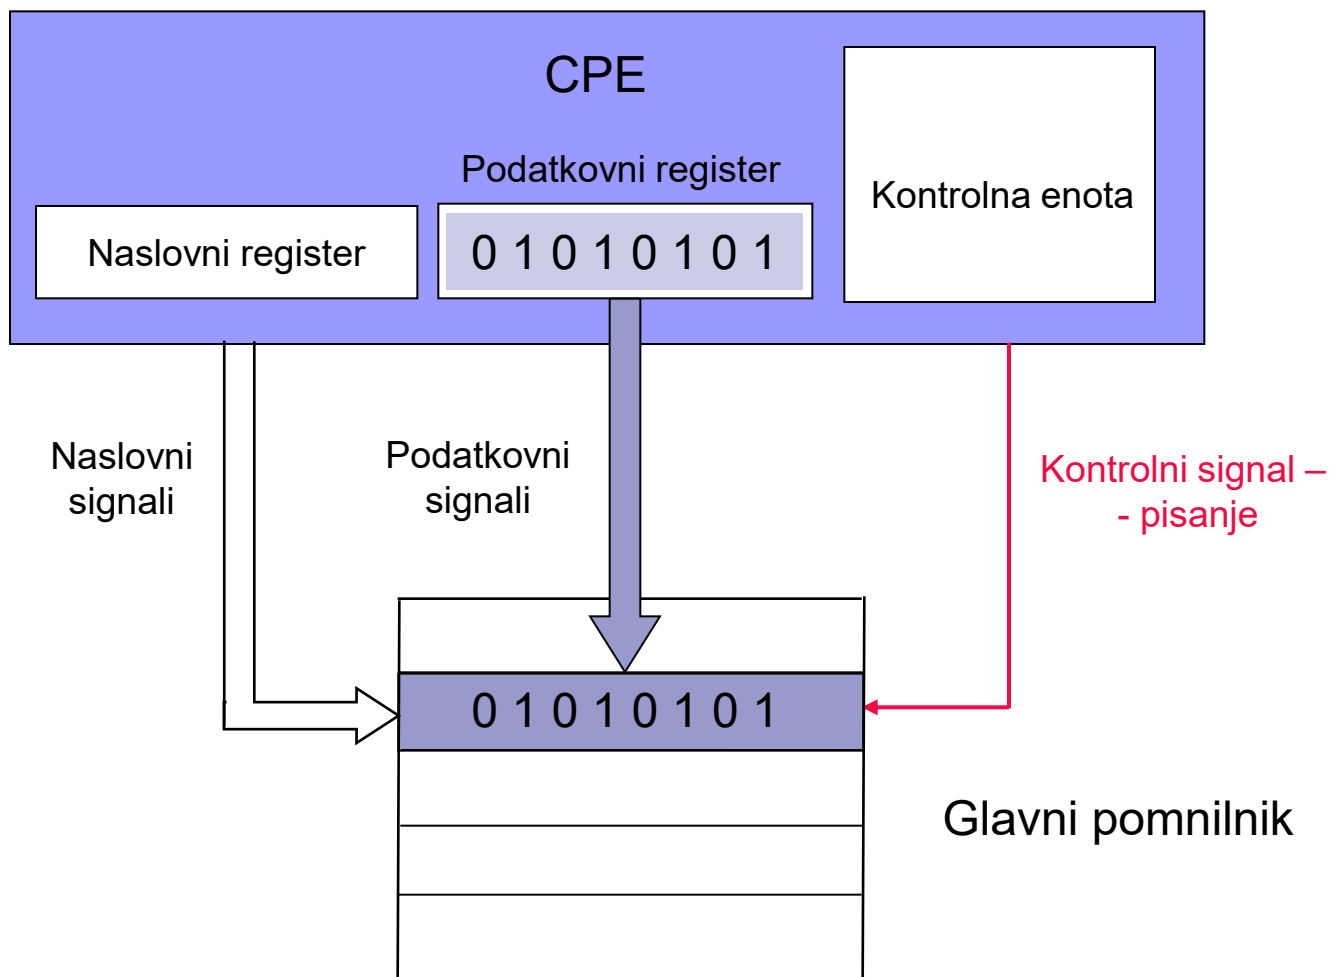 CPE
Podatkovni register
Kontrolna enota
Naslovni register
0 1 0 1 0 1 0 1
Naslovni
signali
Podatkovni
signali
Kontrolni signal –
- pisanje
0 1 0 1 0 1 0 1
Glavni pomnilnik